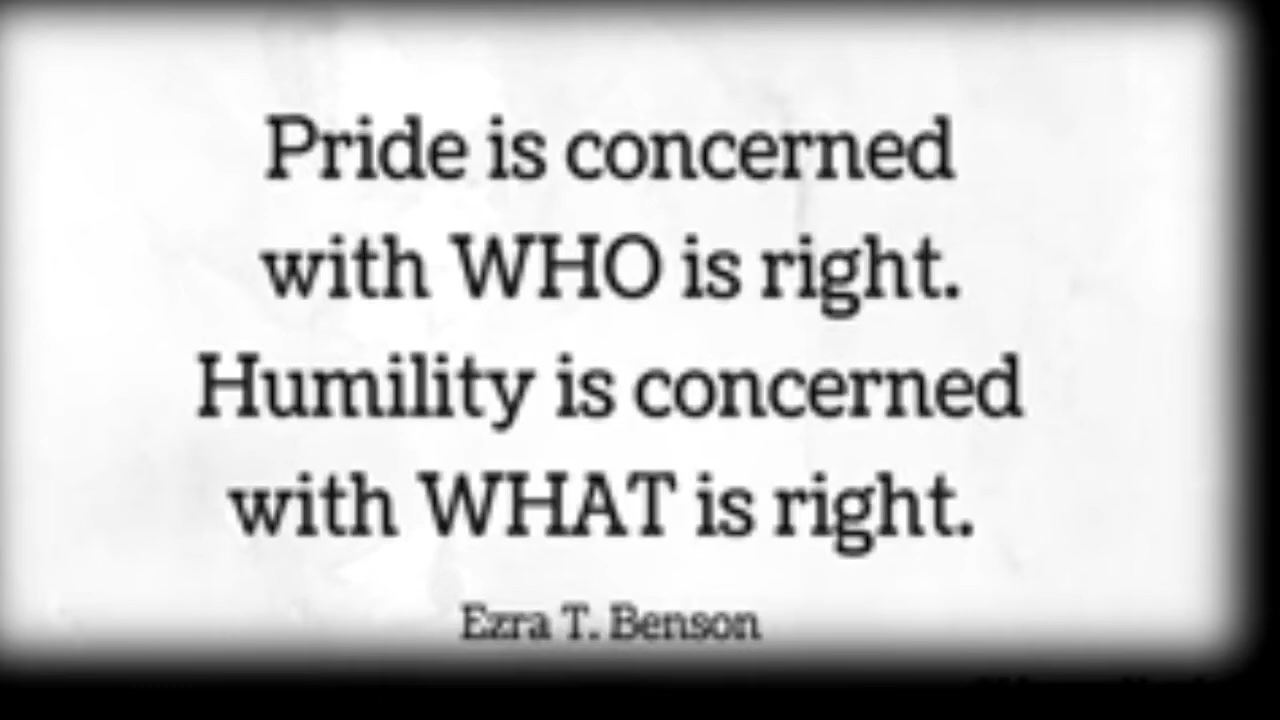 Pride is concerned
with WHO is right.
Humility is concerned
with WHAT is right.
Ezra T. Benson